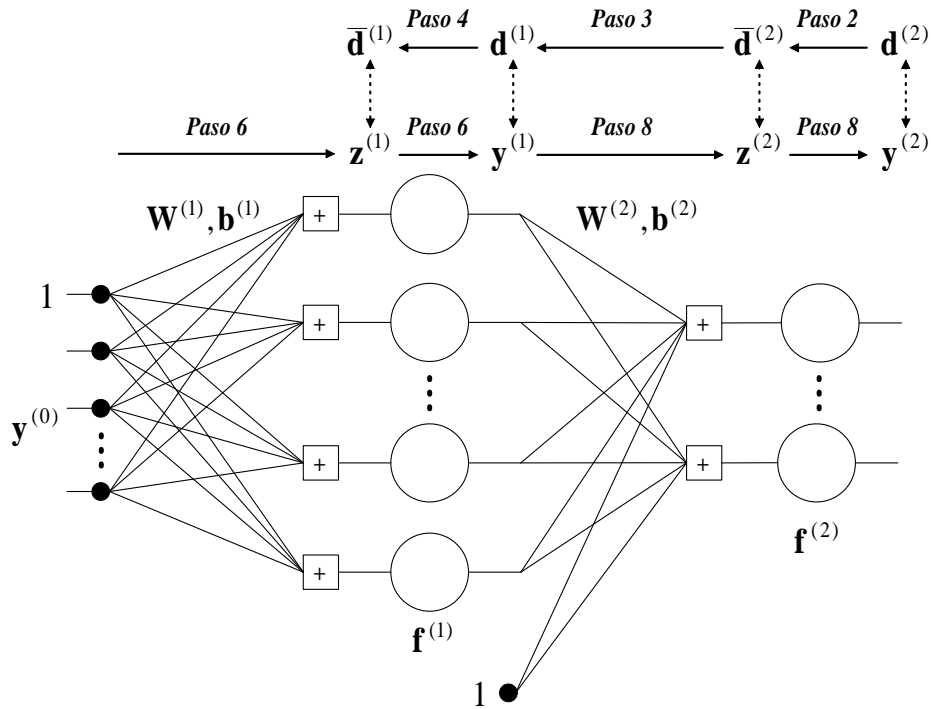 Paso 4 Paso 3 Paso 2
d̅⁽¹⁾ d⁽¹⁾ d̅⁽²⁾ d⁽²⁾
Paso 6 Paso 6 Paso 8 Paso 8
z⁽¹⁾ y⁽¹⁾ z⁽²⁾ y⁽²⁾
W⁽¹⁾, b⁽¹⁾ + W⁽²⁾, b⁽²⁾
1
+ +
y⁽⁰⁾
+ +
f⁽²⁾
+
f⁽¹⁾
1